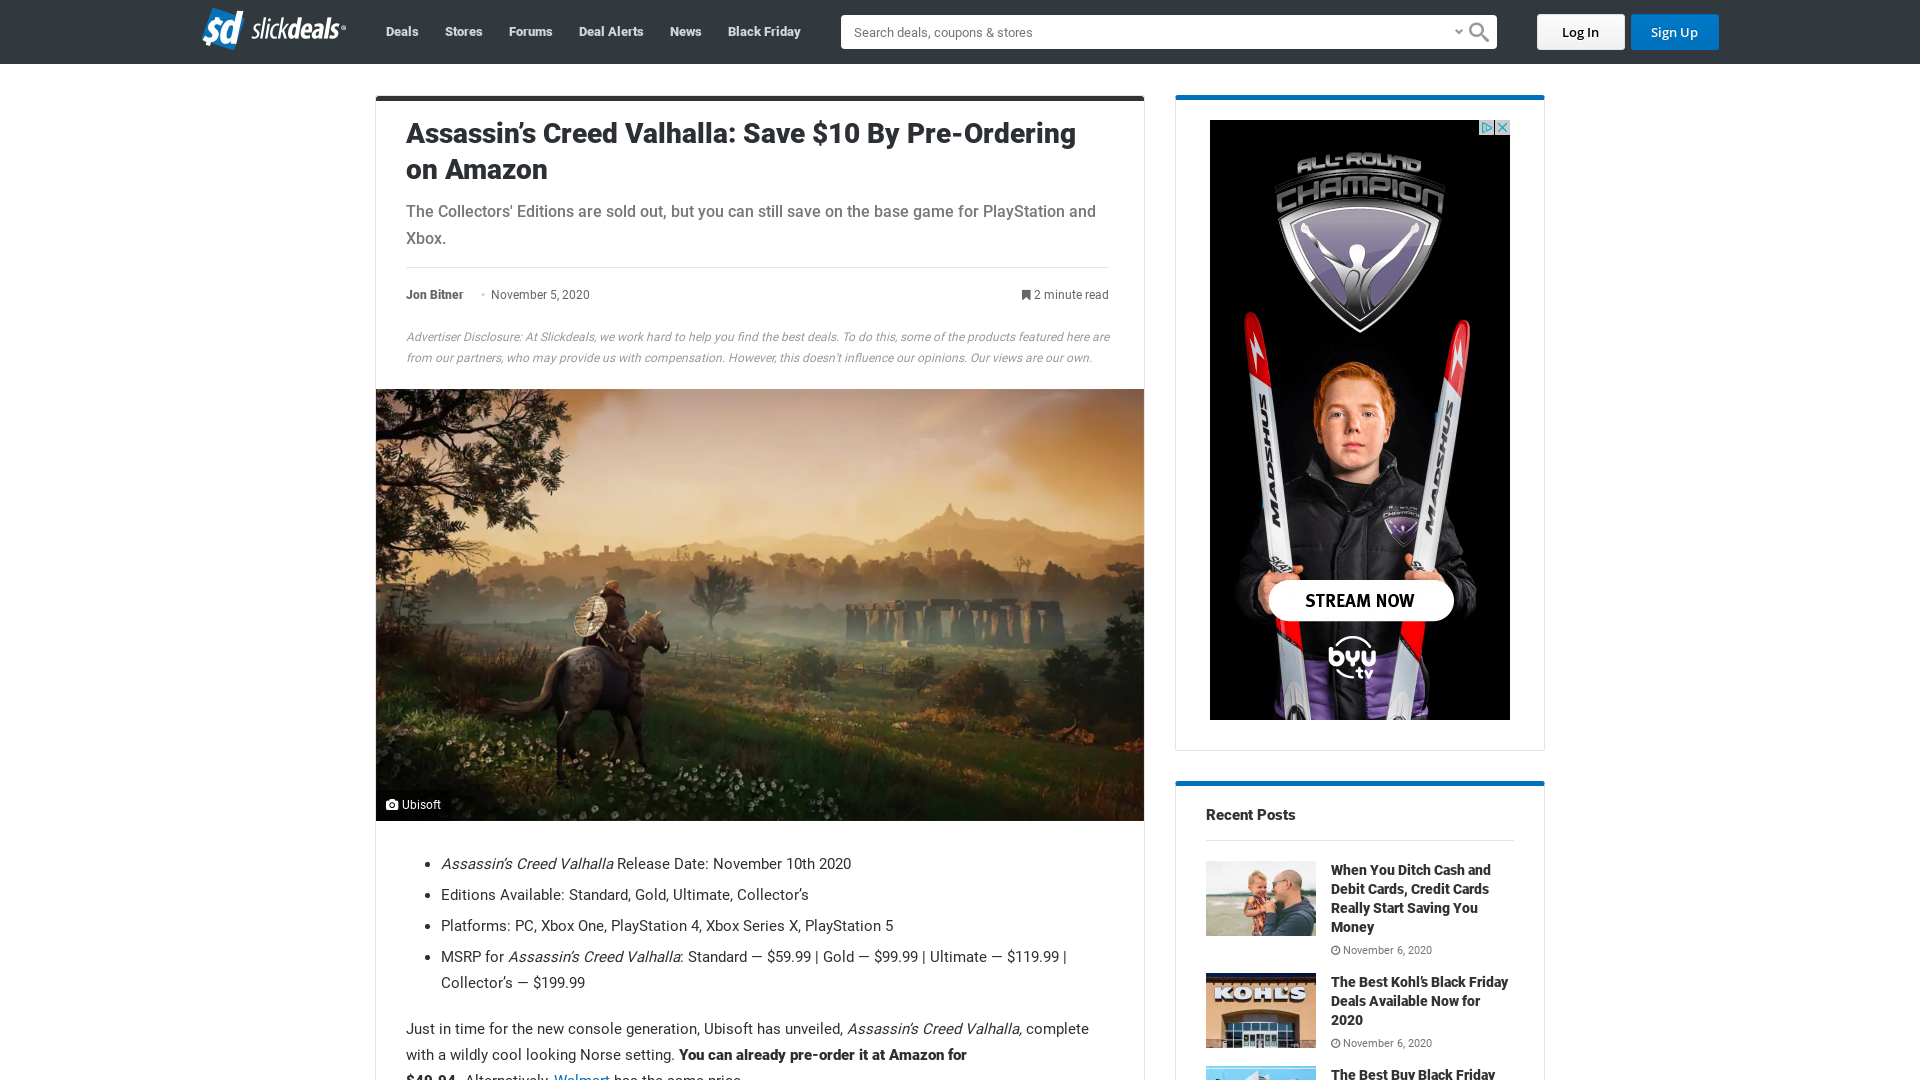 $d slickdeals®
Deals
Stores
Forums
Deal Alerts
News
Black Friday
Search deals, coupons & stores
Log In
Sign Up
Assassin’s Creed Valhalla: Save $10 By Pre-Ordering
on Amazon
The Collectors' Editions are sold out, but you can still save on the base game for PlayStation and
Xbox.
Jon Bitner
• November 5, 2020
2 minute read
Advertiser Disclosure: At Slickdeals, we work hard to help you find the best deals. To do this, some of the products featured here are
from our partners, who may provide us with compensation. However, this doesn’t influence our opinions. Our views are our own.
Ubisoft
• Assassin’s Creed Valhalla Release Date: November 10th 2020
• Editions Available: Standard, Gold, Ultimate, Collector’s
• Platforms: PC, Xbox One, PlayStation 4, Xbox Series X, PlayStation 5
• MSRP for Assassin’s Creed Valhalla: Standard — $59.99 | Gold — $99.99 | Ultimate — $119.99 |
Collector’s — $199.99
Just in time for the new console generation, Ubisoft has unveiled, Assassin’s Creed Valhalla, complete
with a wildly cool looking Norse setting. You can already pre-order it at Amazon for
$49.94. Alternatively, Walmart has the same price.
ALL-ROUND
CHAMPION
MADSHUS
MADSHUS
CHAMPION
STREAM NOW
byu
tv
Recent Posts
When You Ditch Cash and
Debit Cards, Credit Cards
Really Start Saving You
Money
November 6, 2020
KOHL'S
The Best Kohl’s Black Friday
Deals Available Now for
2020
November 6, 2020
The Best Buy Black Friday